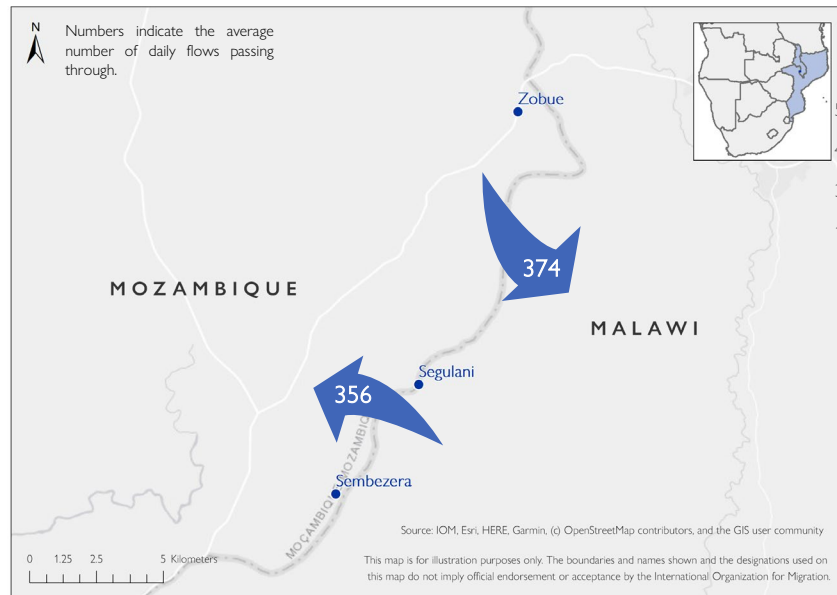 N
Numbers indicate the average
number of daily flows passing
through.
Zobue
374
MOZAMBIQUE
MALAWI
Segulani
356
MOÇAMBIQUE
MOZAMBIQ
Sembezera
Source: IOM, Esri, HERE, Garmin, (c) OpenStreetMap contributors, and the GIS user community
0 1.25 2.5 5 Kilometers
This map is for illustration purposes only. The boundaries and names shown and the designations used on
this map do not imply official endorsement or acceptance by the International Organization for Migration.